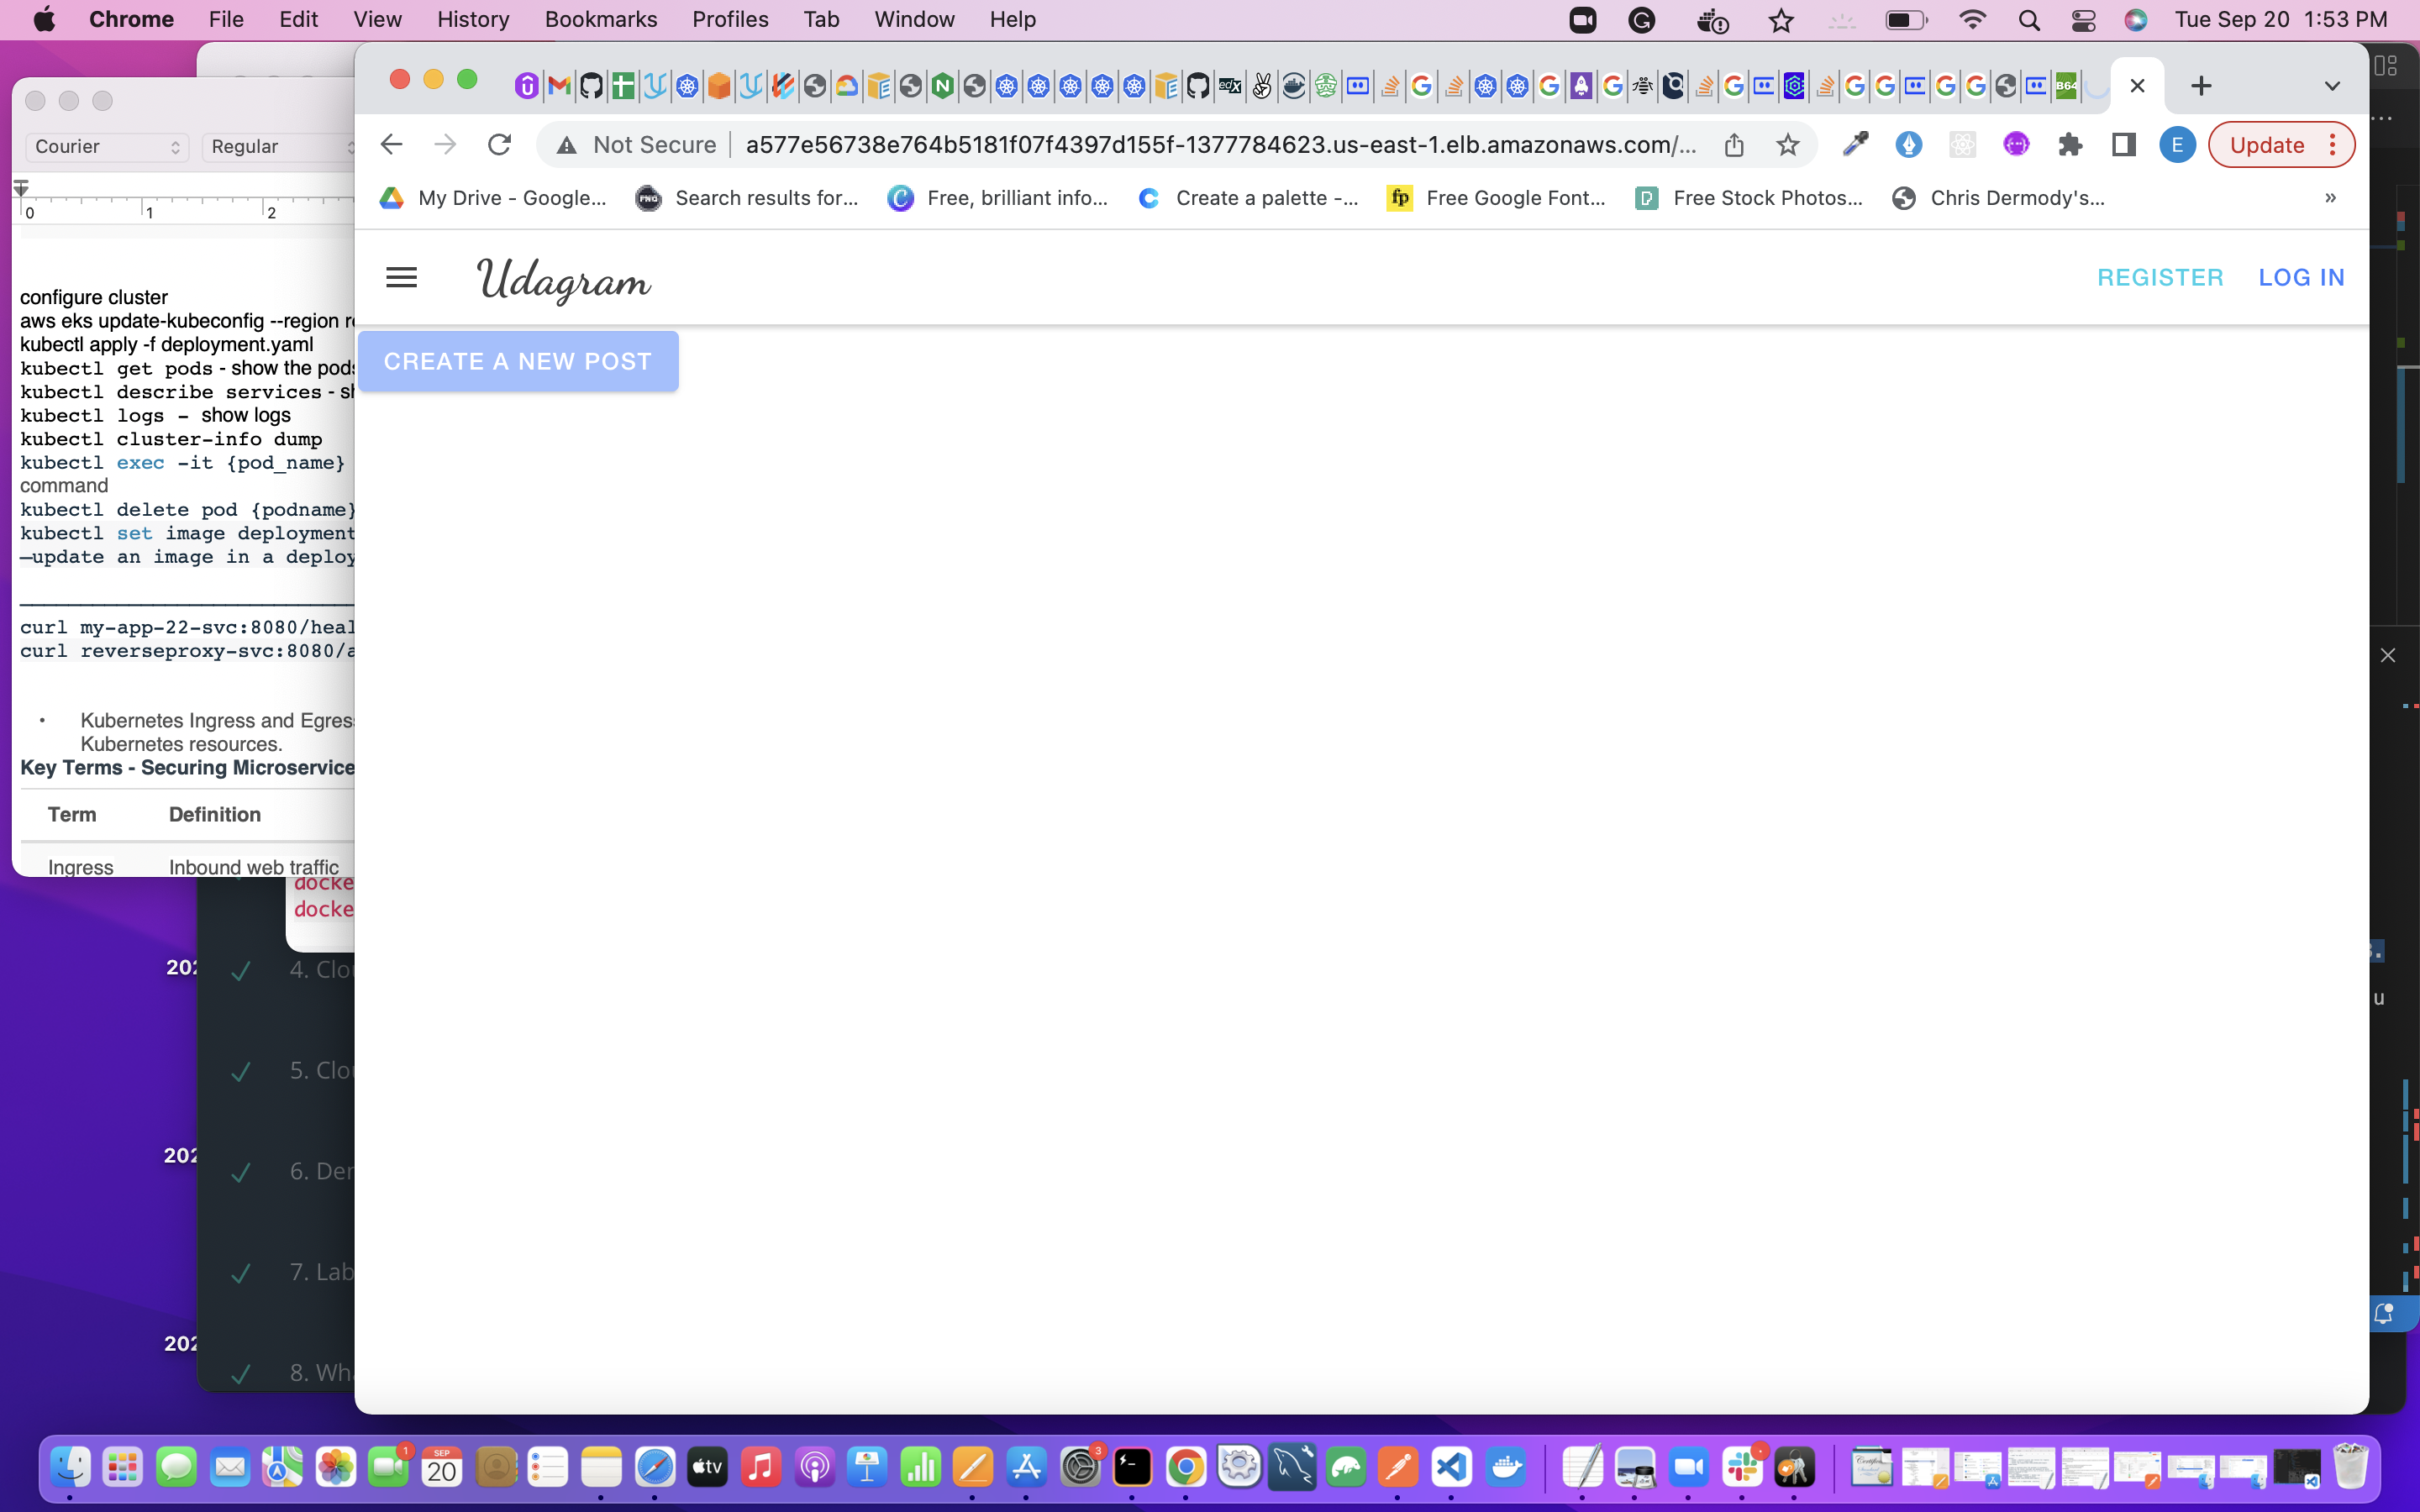 Chrome File Edit View History Bookmarks Profiles Tab Window Help Tue Sep 20 1:53 PM
Courier Regular
0 1 2
configure cluster
aws eks update-kubeconfig --region
kubectl apply -f deployment.yaml
kubectl get pods - show the pods
kubectl describe services -
kubectl logs - show logs
kubectl cluster-info dump
kubectl exec -it {pod_name}
command
kubectl delete pod {podname}
kubectl set image deployment
—update an image in a deploy
curl my-app-22-svc:8080/heal
curl reverseproxy-svc:8080/a
• Kubernetes Ingress and Egress
Kubernetes resources.
Key Terms - Securing Microservice
Term Definition
Ingress Inbound web traffic
docke
docke
202
4. Clo
5. Clo
202
6. Der
7. Lab
202
8. Wha
Not Secure a577e56738e764b5181f07f4397d155f-1377784623.us-east-1.elb.amazonaws.com/...
E Update
My Drive - Google... Search results for... Free, brilliant info... Create a palette -... Free Google Font... Free Stock Photos... Chris Dermody's... »
Udagram
REGISTER LOG IN
CREATE A NEW POST
u
1
SEP
20
tv
3